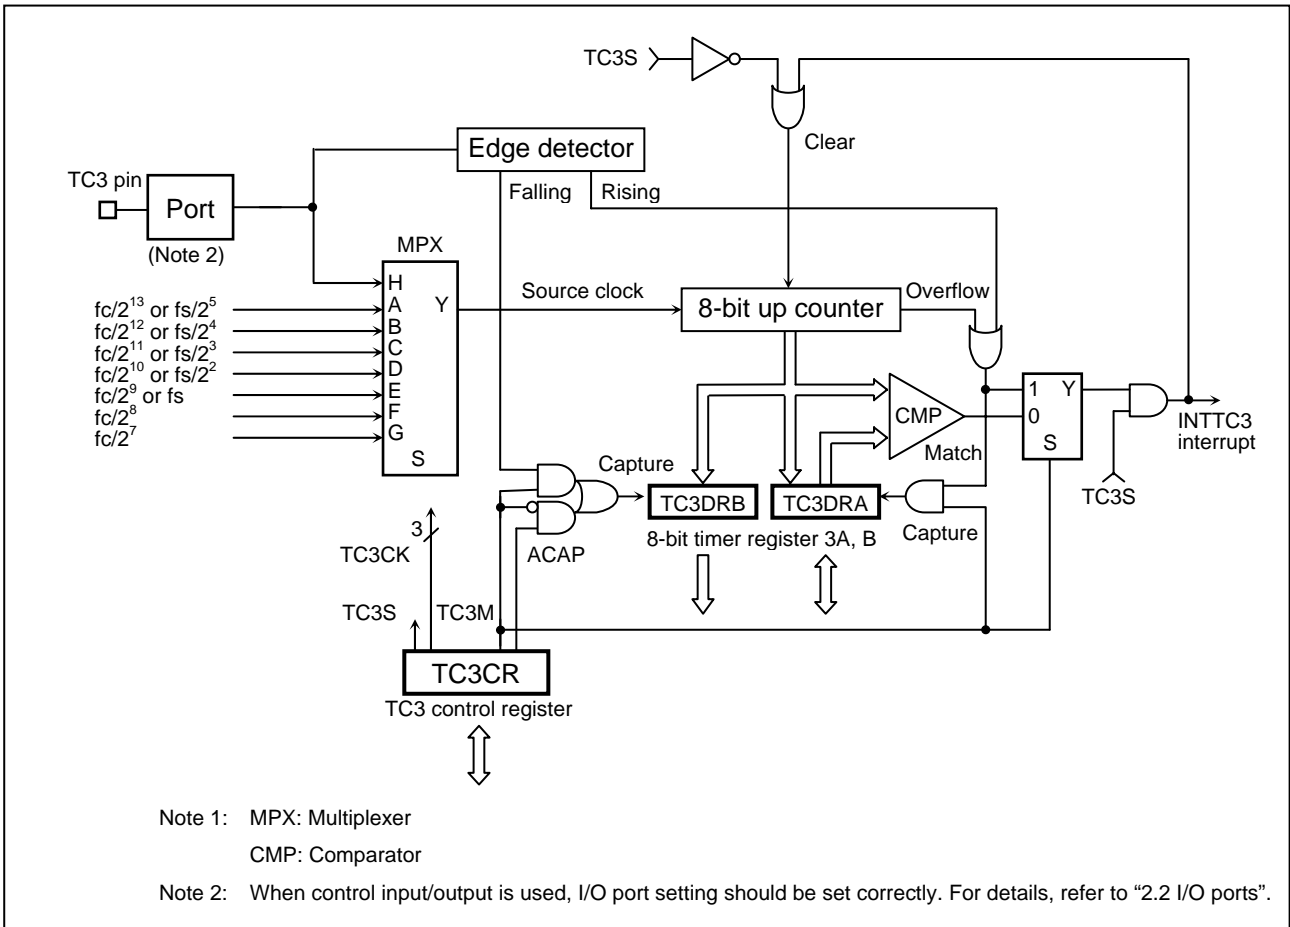 TC3S
Clear
Edge detector
TC3 pin
Falling Rising
Port
(Note 2)
MPX
H
A
B
C
D
E
F
G
Y
S
Source clock
8-bit up counter
Overflow
fc/2^13 or fs/2^5
fc/2^12 or fs/2^4
fc/2^11 or fs/2^3
fc/2^10 or fs/2^2
fc/2^9 or fs
fc/2^8
fc/2^7
CMP
Match
1 Y
0
S
INTTC3
interrupt
TC3S
Capture
TC3DRB
TC3DRA
Capture
8-bit timer register 3A, B
ACAP
3
TC3CK
TC3S
TC3M
TC3CR
TC3 control register
Note 1: MPX: Multiplexer
CMP: Comparator
Note 2: When control input/output is used, I/O port setting should be set correctly. For details, refer to “2.2 I/O ports”.